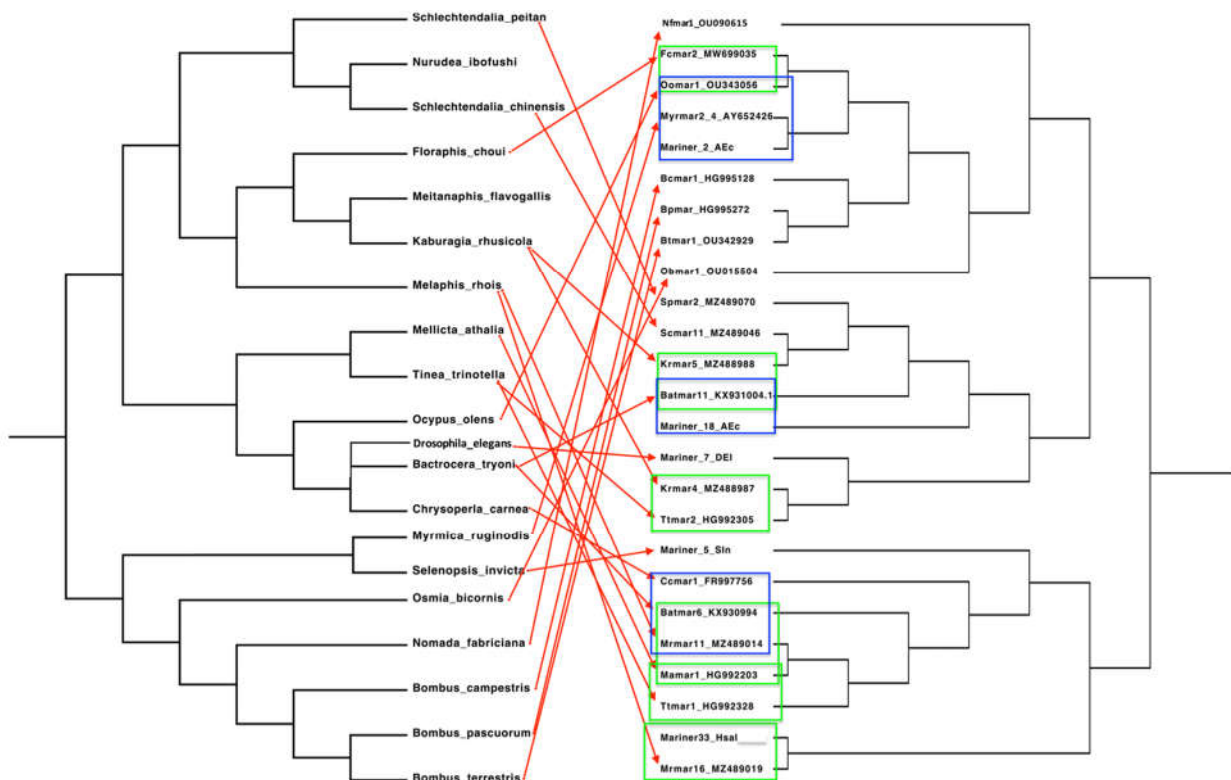 Schlechtendalia_peitan
Nurudea_ibofushi
Schlechtendalia_chinensis
Floraphis_choui
Meitanaphis_flavogallis
Kaburagia_rhusicola
Melaphis_rhois
Mellicta_athalia
Tinea_trinotella
Ocypus_olens
Drosophila_elegans
Bactrocera_tryoni
Chrysoperla_carnea
Myrmica_ruginodis
Selenopsis_invicta
Osmia_bicornis
Nomada_fabriciana
Bombus_campestris
Bombus_pascuorum
Bombus_terrestris
Nfmar1_OU090615
Fcmar2_MW699035
Oomar1_OU343056
Myrmar2_4_AY652426
Mariner_2_AEc
Bcmar1_HG995128
Bpmar_HG995272
Btmar1_OU342929
Obmar1_OU015504
Spmar2_MZ489070
Scmar11_MZ489046
Krmar5_MZ488988
Batmar11_KX931004.1
Mariner_18_AEc
Mariner_7_DEl
Krmar4_MZ488987
Ttmar2_HG992305
Mariner_5_SIn
Ccmar1_FR997756
Batmar6_KX930994
Mrmar11_MZ489014
Mamar1_HG992203
Ttmar1_HG992328
Mariner33_Hsal
Mrmar16_MZ489019